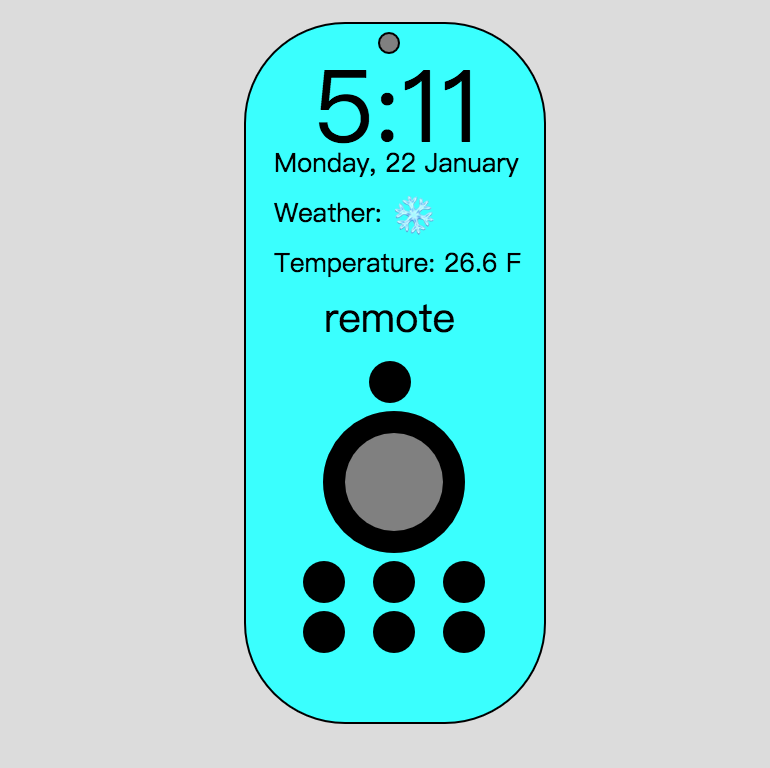 5:11
Monday, 22 January
Weather: ❄️
Temperature: 26.6 F
remote